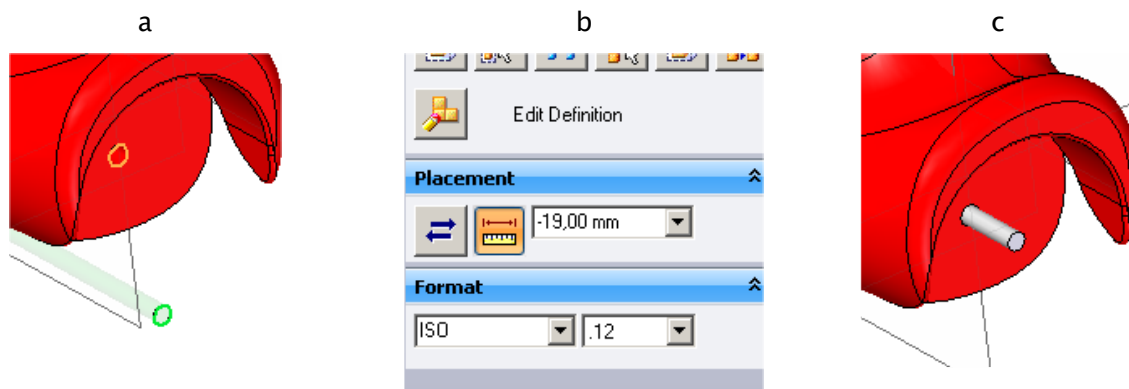 a
b
c
Edit Definition
Placement
-19,00 mm
Format
ISO
.12